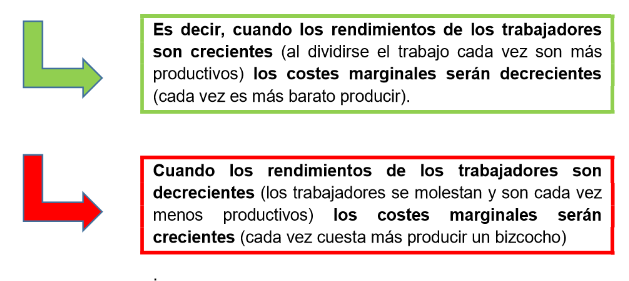 Es decir, cuando los rendimientos de los trabajadores
son crecientes (al dividirse el trabajo cada vez son más
productivos) los costes marginales serán decrecientes
(cada vez es más barato producir).
Cuando los rendimientos de los trabajadores son
decrecientes (los trabajadores se molestan y son cada vez
menos productivos) los costes marginales serán
crecientes (cada vez cuesta más producir un bizcocho)
.